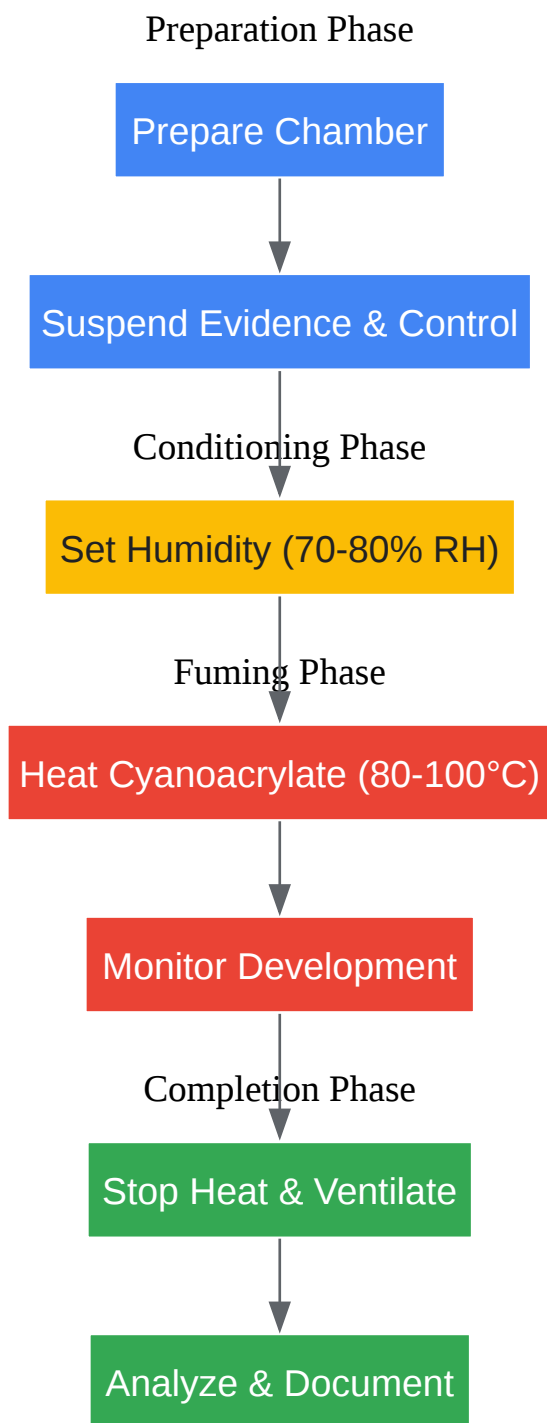 Preparation Phase
Prepare Chamber
Suspend Evidence & Control
Conditioning Phase
Set Humidity (70-80% RH)
Fuming Phase
Heat Cyanoacrylate (80-100°C)
Monitor Development
Completion Phase
Stop Heat & Ventilate
Analyze & Document